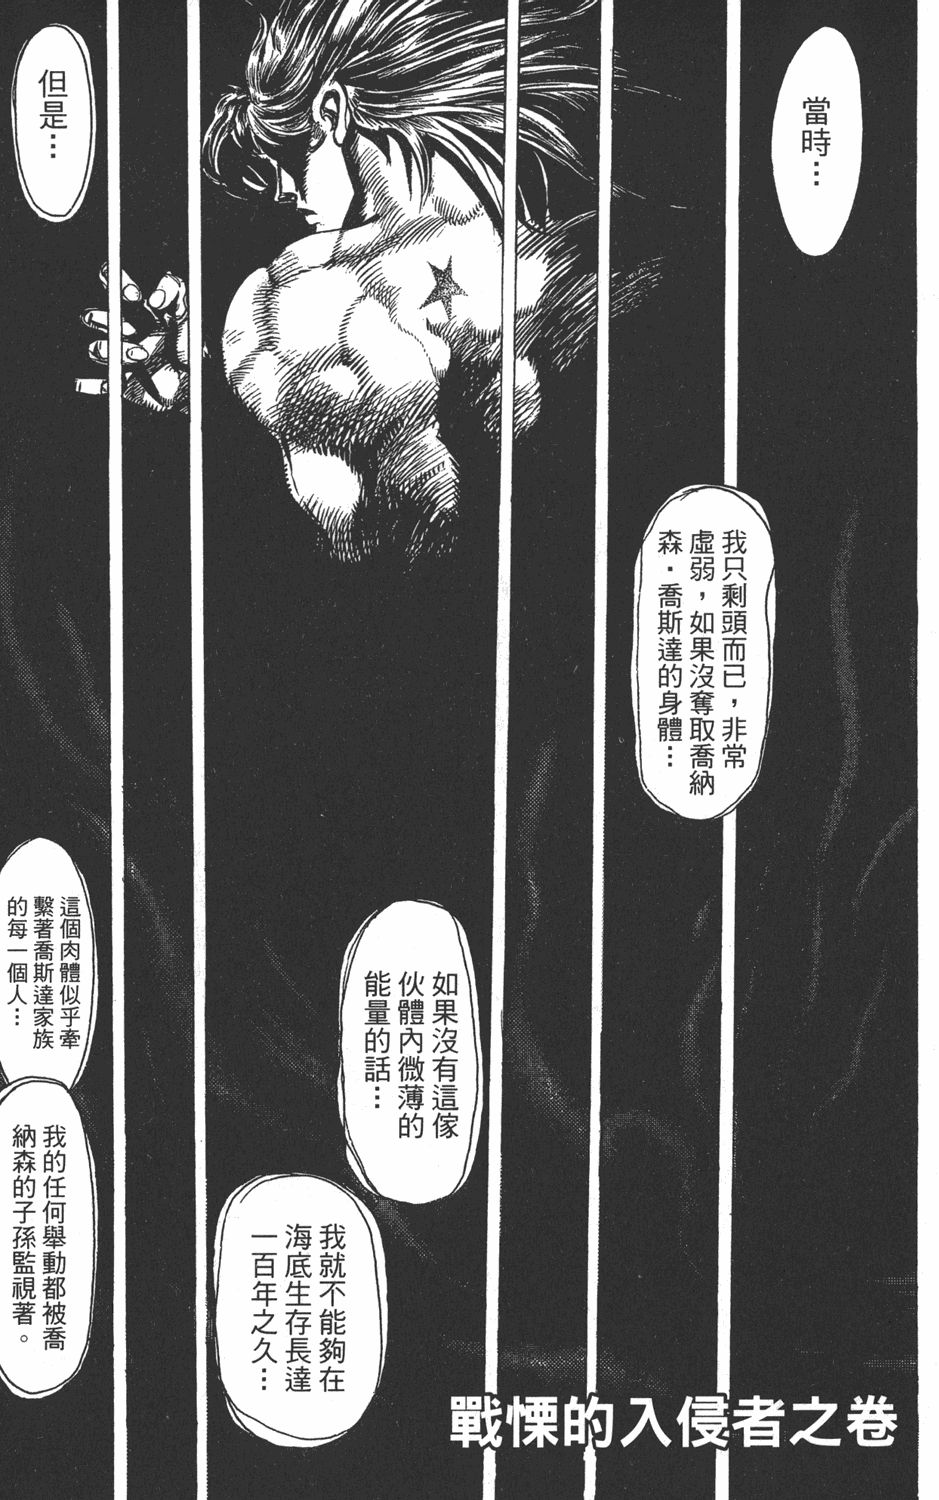 當時…
我只剩頭而已，非常
虛弱，如果沒奪取喬納
森．喬斯達的身體…
如果沒有這傢
伙體內微薄的
能量的話…
我就不能夠在
海底生存長達
一百年之久…
但是…
這個肉體似乎牽
繫著喬斯達家族
的每一個人…
我的任何舉動都被喬
納森的子孫監視著。
戰慄的入侵者之卷